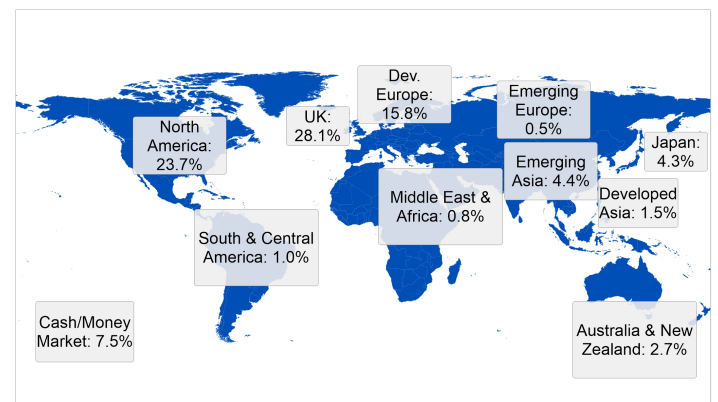 Dev.
Europe:
15.8%
Emerging
Europe:
0.5%
UK:
28.1%
North
America:
23.7%
Japan:
4.3%
Emerging
Asia: 4.4%
Middle East &
Africa: 0.8%
Developed
Asia: 1.5%
South & Central
America: 1.0%
Cash/Money
Market: 7.5%
Australia & New
Zealand: 2.7%